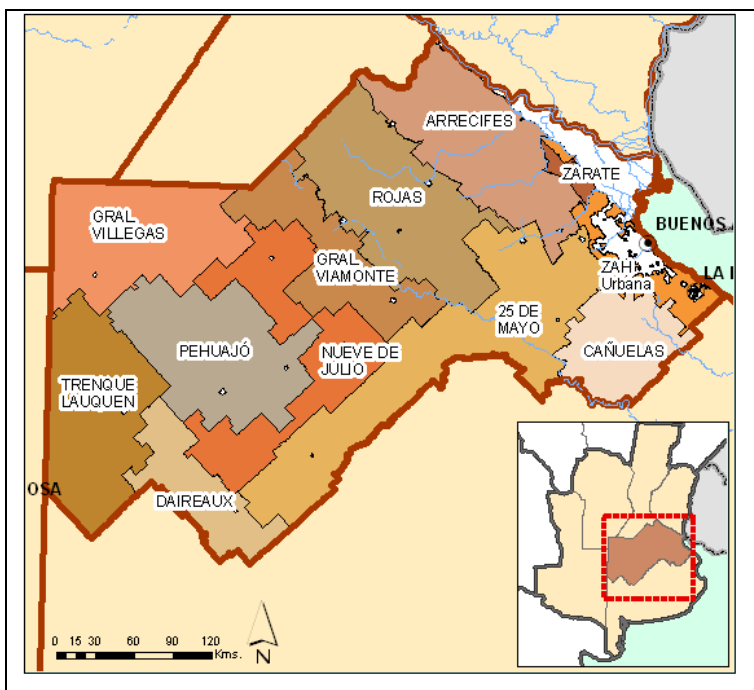 ARRECIFES
ZARATE
ROJAS
GRAL
VILLEGAS
BUENOS A
GRAL
VIAMONTE
ZAH
Urbana
LA
25 DE
MAYO
PEHUAJÓ
NUEVE DE
JULIO
CAÑUELAS
TRENQUE
LAUQUEN
OSA
DAIREAUX
0 15 30 60 90 120
Kms.
N